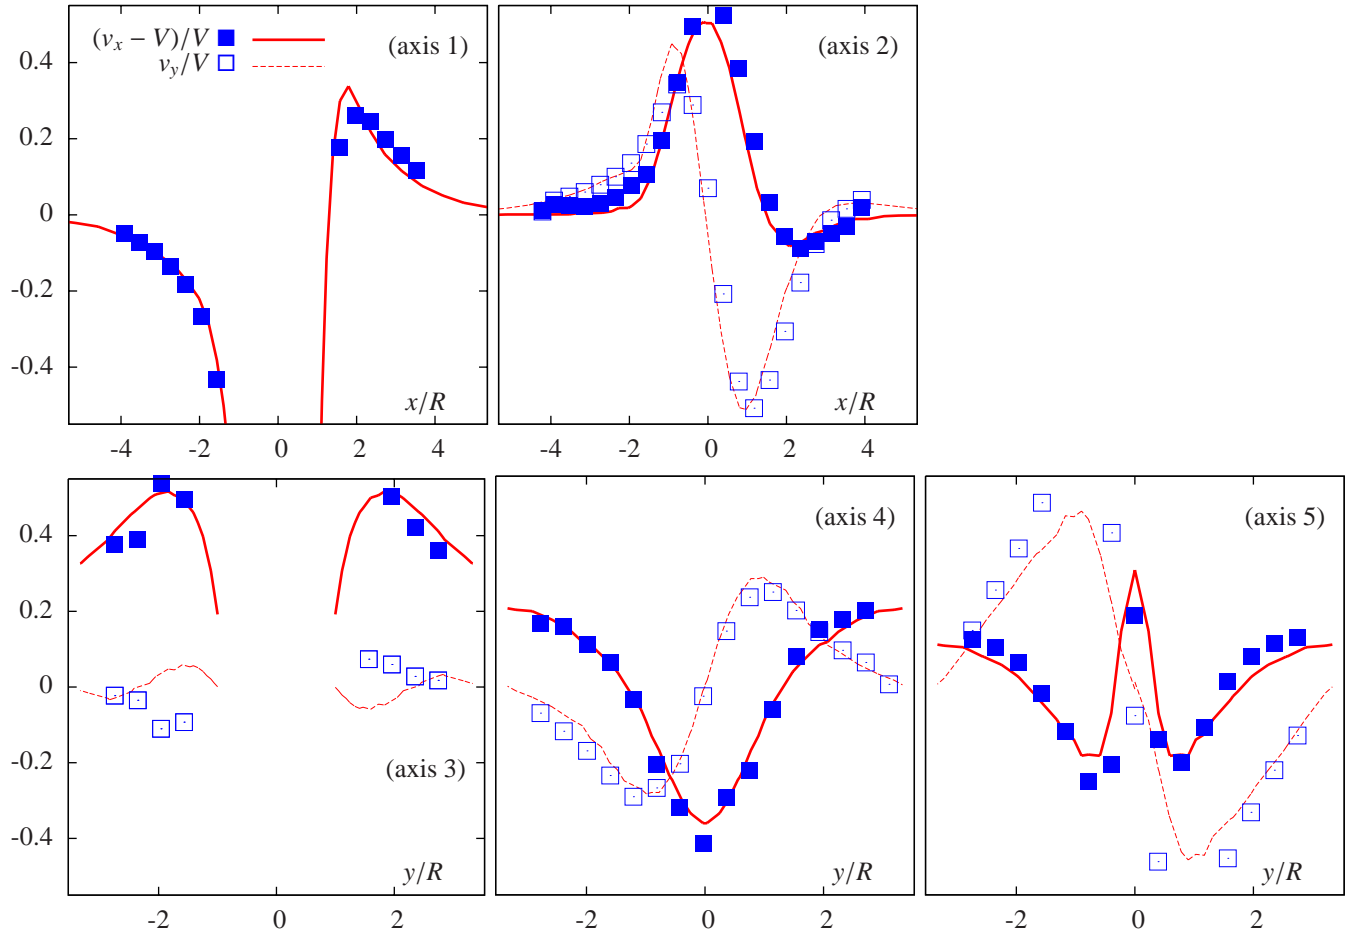 (v_x − V)/V (axis 1) (axis 2)
v_y/V
0.4
0.2
0
-0.2
-0.4
x/R x/R
-4 -2 0 2 4 -4 -2 0 2 4
(axis 4) (axis 5)
0.4
0.2
0
-0.2
(axis 3)
-0.4
y/R y/R y/R
-2 0 2 -2 0 2 -2 0 2